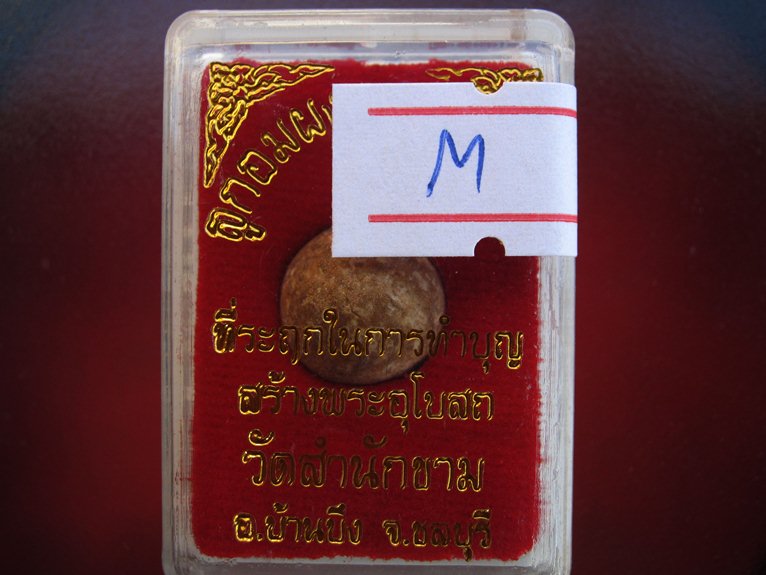 ลูกอมผ
M
ที่ระฤกในการทำบุญ
สร้างพระอุโบสถ
วัดสำนักขาม
อ.บ้านบึง จ.ชลบุรี